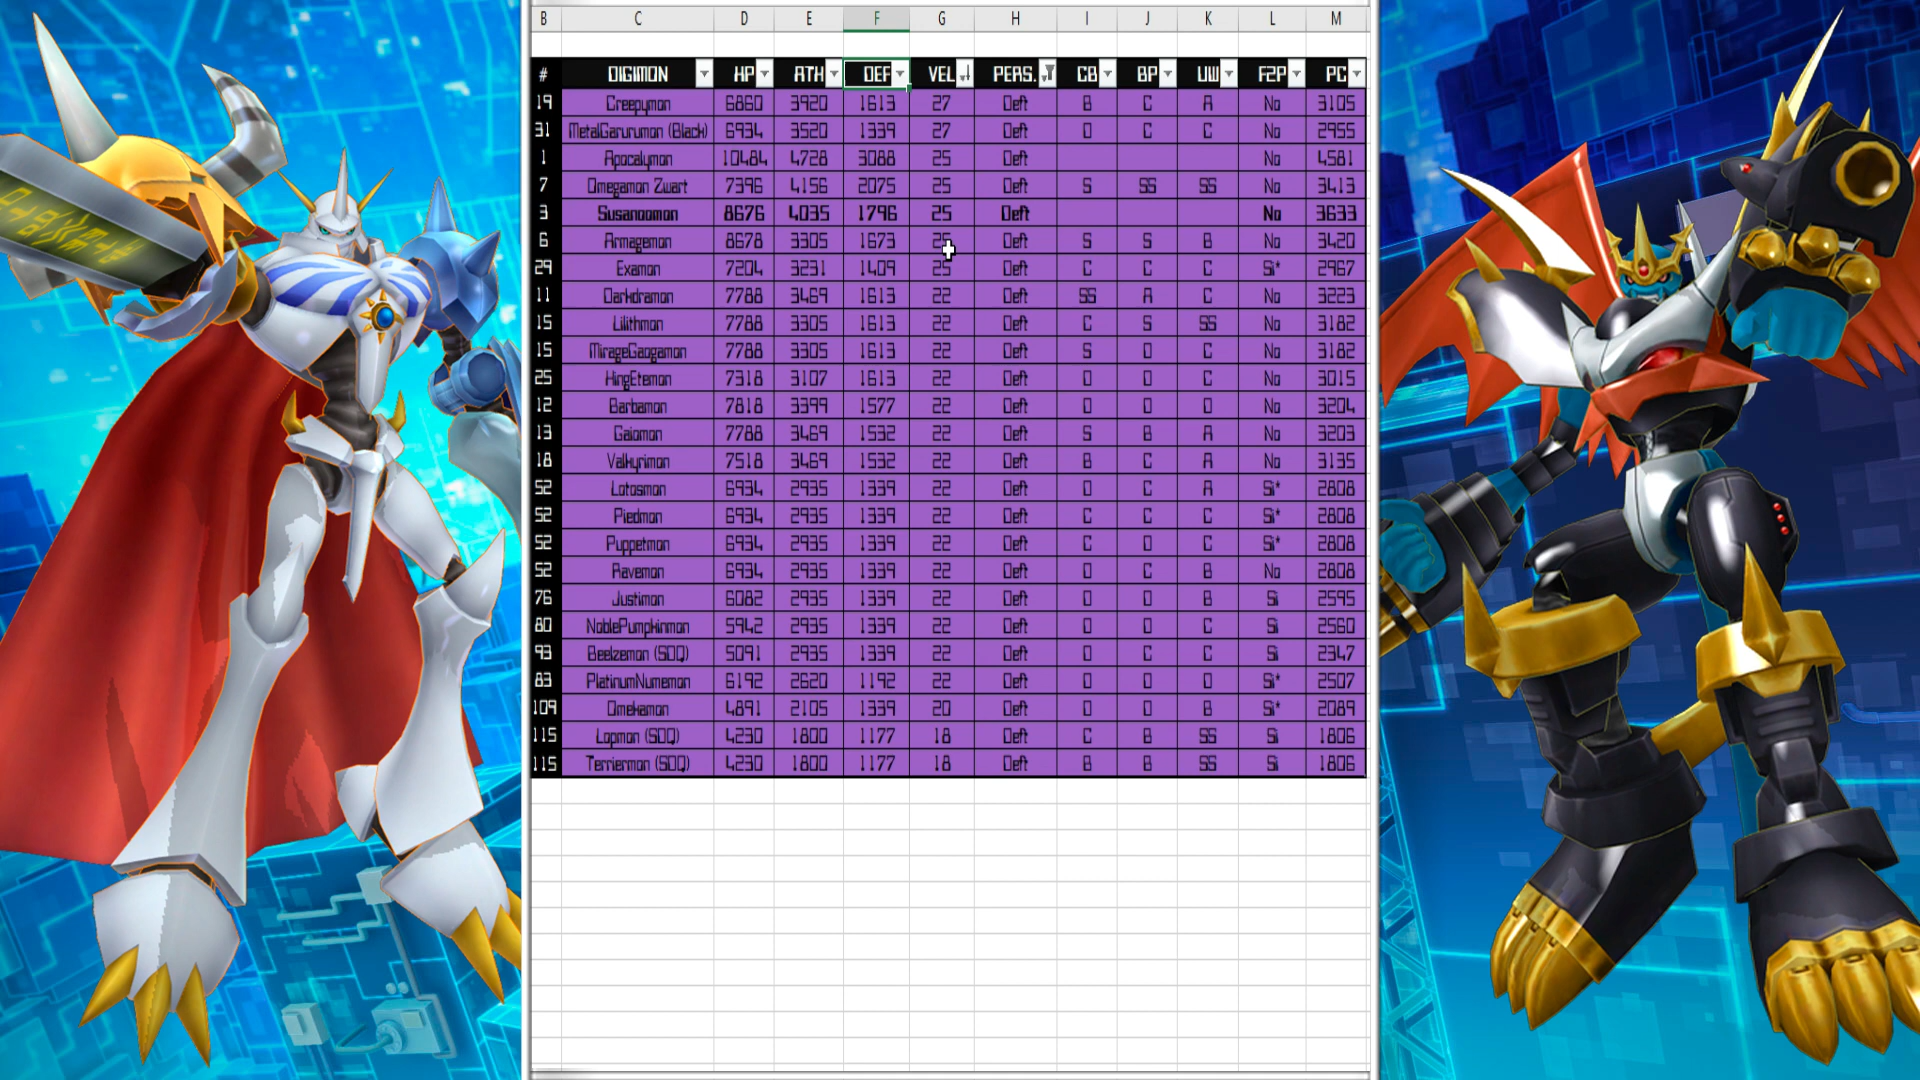 B C D E F G H I J K L M
# DIGIMON HP ATK DEF VEL PERS. CB BP UW F2P PC
19 Creepymon 6860 3920 1613 27 Deft B C A No 3105
31 MetalGarurumon (Black) 6934 3520 1339 27 Deft D C C No 2955
1 Apocalymon 10484 4728 3088 25 Deft No 4581
7 Omegamon Zwart 7396 4156 2075 25 Deft S SS SS No 3413
3 Susanoomon 8676 4035 1796 25 Deft No 3633
6 Armagemon 8678 3305 1673 25 Deft S S B No 3420
29 Examon 7204 3231 1409 25 Deft C C C Si* 2967
11 Darkdramon 7788 3469 1613 22 Deft SS A C No 3223
15 Lilithmon 7788 3305 1613 22 Deft C S SS No 3182
15 MirageGaogamon 7788 3305 1613 22 Deft S D C No 3182
25 KingEtemon 7318 3107 1613 22 Deft D D C No 3015
12 Barbamon 7818 3399 1577 22 Deft D D D No 3204
13 Gaiomon 7788 3469 1532 22 Deft S B A No 3203
18 Valkyrimon 7518 3469 1532 22 Deft B C A No 3135
52 Lotosmon 6934 2935 1339 22 Deft D C A Si* 2808
52 Piedmon 6934 2935 1339 22 Deft C C C Si* 2808
52 Puppetmon 6934 2935 1339 22 Deft C D C Si* 2808
52 Ravemon 6934 2935 1339 22 Deft D C B No 2808
76 Justimon 6082 2935 1339 22 Deft D D B Si 2595
80 NoblePumpkinmon 5942 2935 1339 22 Deft D D C Si 2560
93 Beelzemon (SDQ) 5091 2935 1339 22 Deft D C C Si 2347
83 PlatinumNumemon 6192 2620 1192 22 Deft D D D Si* 2507
109 Omekamon 4891 2105 1339 20 Deft D D B Si* 2089
115 Lopmon (SDQ) 4230 1800 1177 18 Deft C B SS Si 1806
115 Terriermon (SDQ) 4230 1800 1177 18 Deft B B SS Si 1806